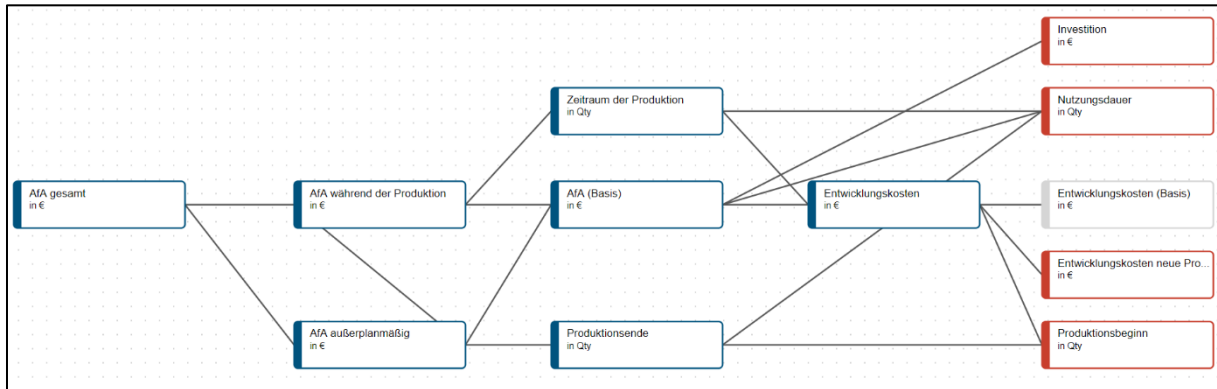 Investition
in €
Zeitraum der Produktion
in Qty
Nutzungsdauer
in Qty
AfA gesamt
in €
AfA während der Produktion
in €
AfA (Basis)
in €
Entwicklungskosten
in €
Entwicklungskosten (Basis)
in €
Entwicklungskosten neue Pro...
in €
AfA außerplanmäßig
in €
Produktionsende
in Qty
Produktionsbeginn
in Qty